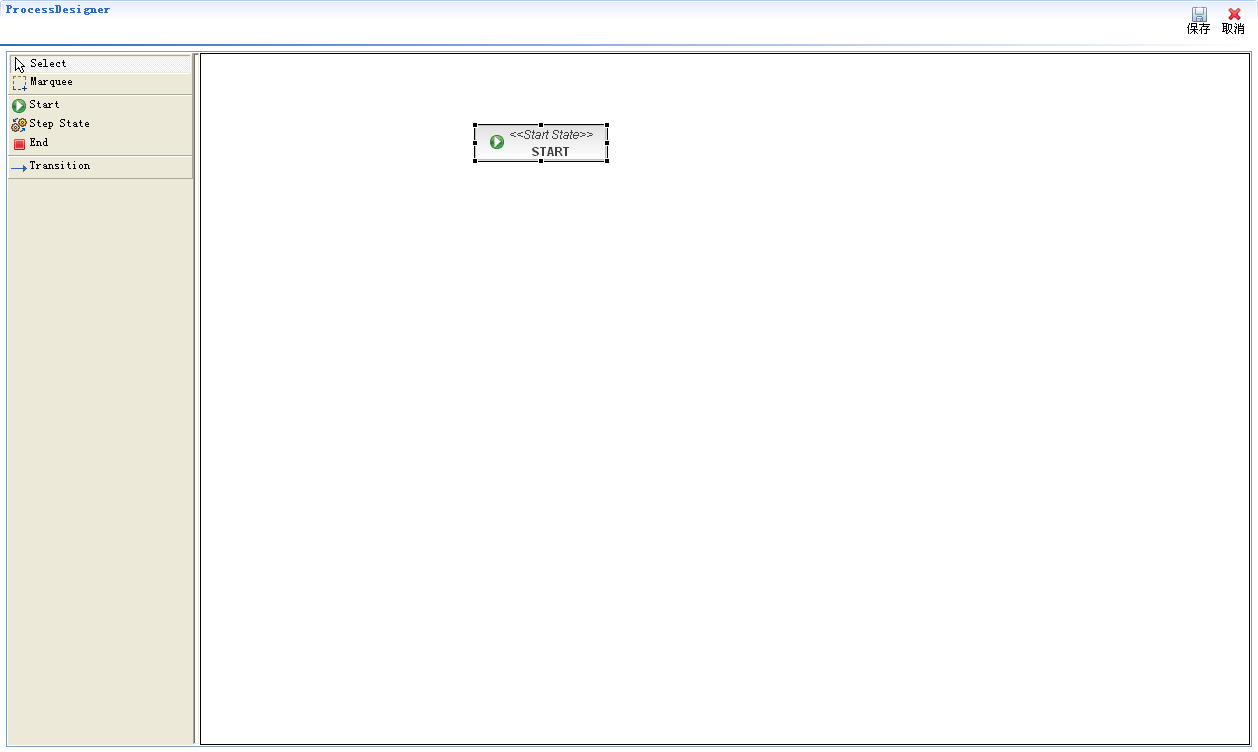 ProcessDesigner
保存 取消
Select
Marquee
Start
Step State
End
Transition
<<Start State>>
START